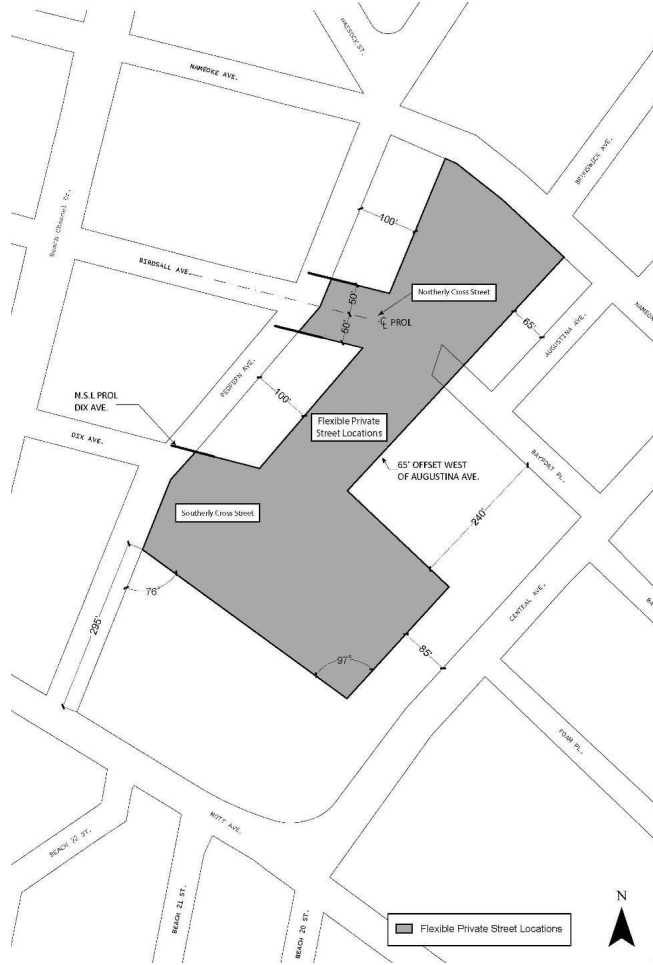 HASSOCK ST.
NAMEOKE AVE.
BRUNSWICK AVE.
Beach Channel Dr.
100'
BIRDSALL AVE.
Northerly Cross Street
50'
50'
PROL
65'
AUGUSTINA AVE.
REDFERN AVE.
N.S.L PROL
DIX AVE.
100'
Flexible Private
Street Locations
DIX AVE.
65' OFFSET WEST
OF AUGUSTINA AVE.
BAYPORT PL.
Southerly Cross Street
240'
CENTRAL AVE.
76°
295'
97°
85'
FOAM PL.
MOTT AVE.
BEACH 22 ST.
BEACH 21 ST.
BEACH 20 ST.
N
Flexible Private Street Locations